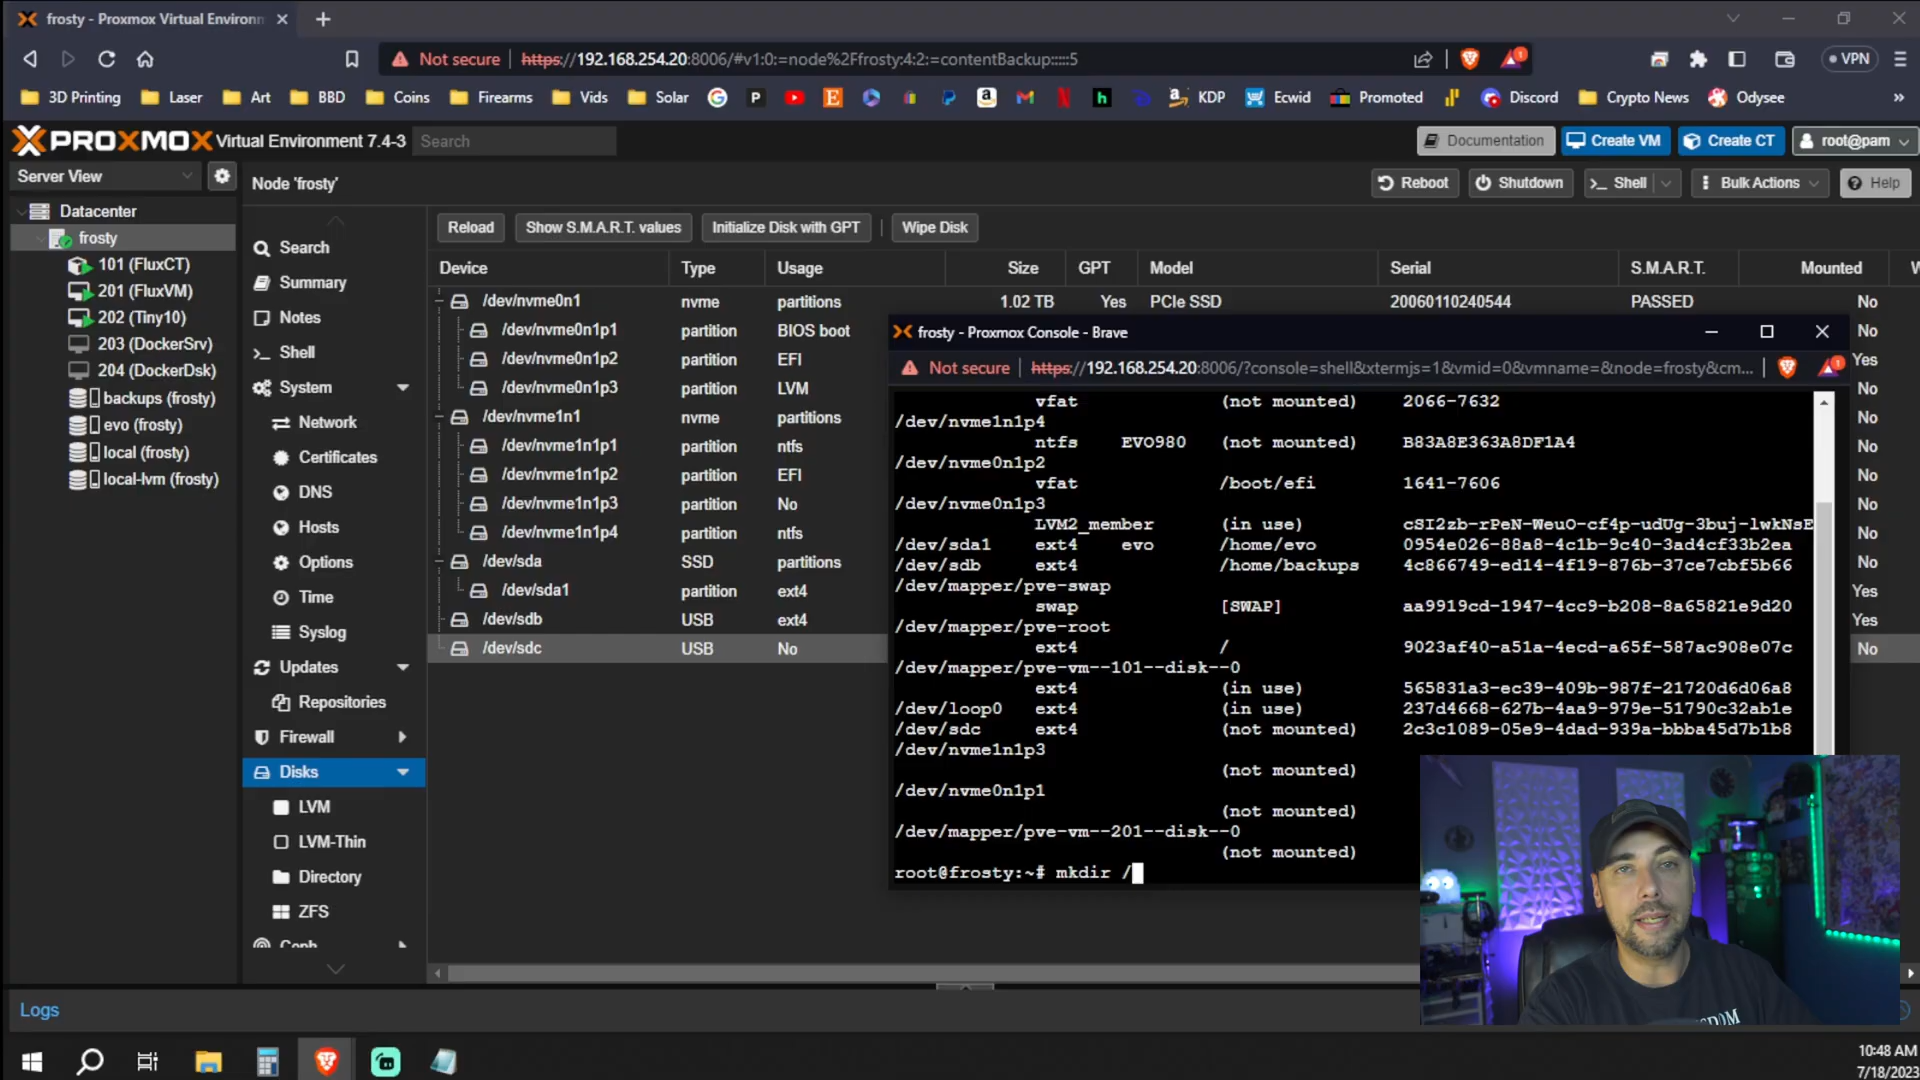 frosty - Proxmox Virtual Environm
Not secure https://192.168.254.20:8006/#v1:0:=node%2Ffrosty:4:2:=contentBackup:::::5
VPN
3D Printing Laser Art BBD Coins Firearms Vids Solar KDP Ecwid Promoted Discord Crypto News Odysee »
PROXMOX Virtual Environment 7.4-3 Search Documentation Create VM Create CT root@pam
Server View
Node 'frosty' Reboot Shutdown Shell Bulk Actions Help
Datacenter
frosty
101 (FluxCT)
201 (FluxVM)
202 (Tiny10)
203 (DockerSrv)
204 (DockerDsk)
backups (frosty)
evo (frosty)
local (frosty)
local-lvm (frosty)
Search
Summary
Notes
Shell
System
Network
Certificates
DNS
Hosts
Options
Time
Syslog
Updates
Repositories
Firewall
Disks
LVM
LVM-Thin
Directory
ZFS
Ceph
Reload Show S.M.A.R.T. values Initialize Disk with GPT Wipe Disk
Device Type Usage Size GPT Model Serial S.M.A.R.T. Mounted W
/dev/nvme0n1 nvme partitions 1.02 TB Yes PCIe SSD 20060110240544 PASSED No
/dev/nvme0n1p1 partition BIOS boot No
/dev/nvme0n1p2 partition EFI Yes
/dev/nvme0n1p3 partition LVM No
/dev/nvme1n1 nvme partitions No
/dev/nvme1n1p1 partition ntfs No
/dev/nvme1n1p2 partition EFI No
/dev/nvme1n1p3 partition No No
/dev/nvme1n1p4 partition ntfs No
/dev/sda SSD partitions No
/dev/sda1 partition ext4 Yes
/dev/sdb USB ext4 Yes
/dev/sdc USB No No
frosty - Proxmox Console - Brave
Not secure https://192.168.254.20:8006/?console=shell&xtermjs=1&vmid=0&vmname=&node=frosty&cm...
vfat (not mounted) 2066-7632
/dev/nvme1n1p4
ntfs EVO980 (not mounted) B83A8E363A8DF1A4
/dev/nvme0n1p2
vfat /boot/efi 1641-7606
/dev/nvme0n1p3
LVM2_member (in use) cSI2zb-rPeN-WeuO-cf4p-udUg-3buj-lwkNsE
/dev/sda1 ext4 evo /home/evo 0954e026-88a8-4c1b-9c40-3ad4cf33b2ea
/dev/sdb ext4 /home/backups 4c866749-ed14-4f19-876b-37ce7cbf5b66
/dev/mapper/pve-swap
swap [SWAP] aa9919cd-1947-4cc9-b208-8a65821e9d20
/dev/mapper/pve-root
ext4 / 9023af40-a51a-4ecd-a65f-587ac908e07c
/dev/mapper/pve-vm--101--disk--0
ext4 (in use) 565831a3-ec39-409b-987f-21720d6d06a8
/dev/loop0 ext4 (in use) 237d4668-627b-4aa9-979e-51790c32ab1e
/dev/sdc ext4 (not mounted) 2c3c1089-05e9-4dad-939a-bbba45d7b1b8
/dev/nvme1n1p3
(not mounted)
/dev/nvme0n1p1
(not mounted)
/dev/mapper/pve-vm--201--disk--0
(not mounted)
root@frosty:~# mkdir /
Logs
10:48 AM
7/18/2023